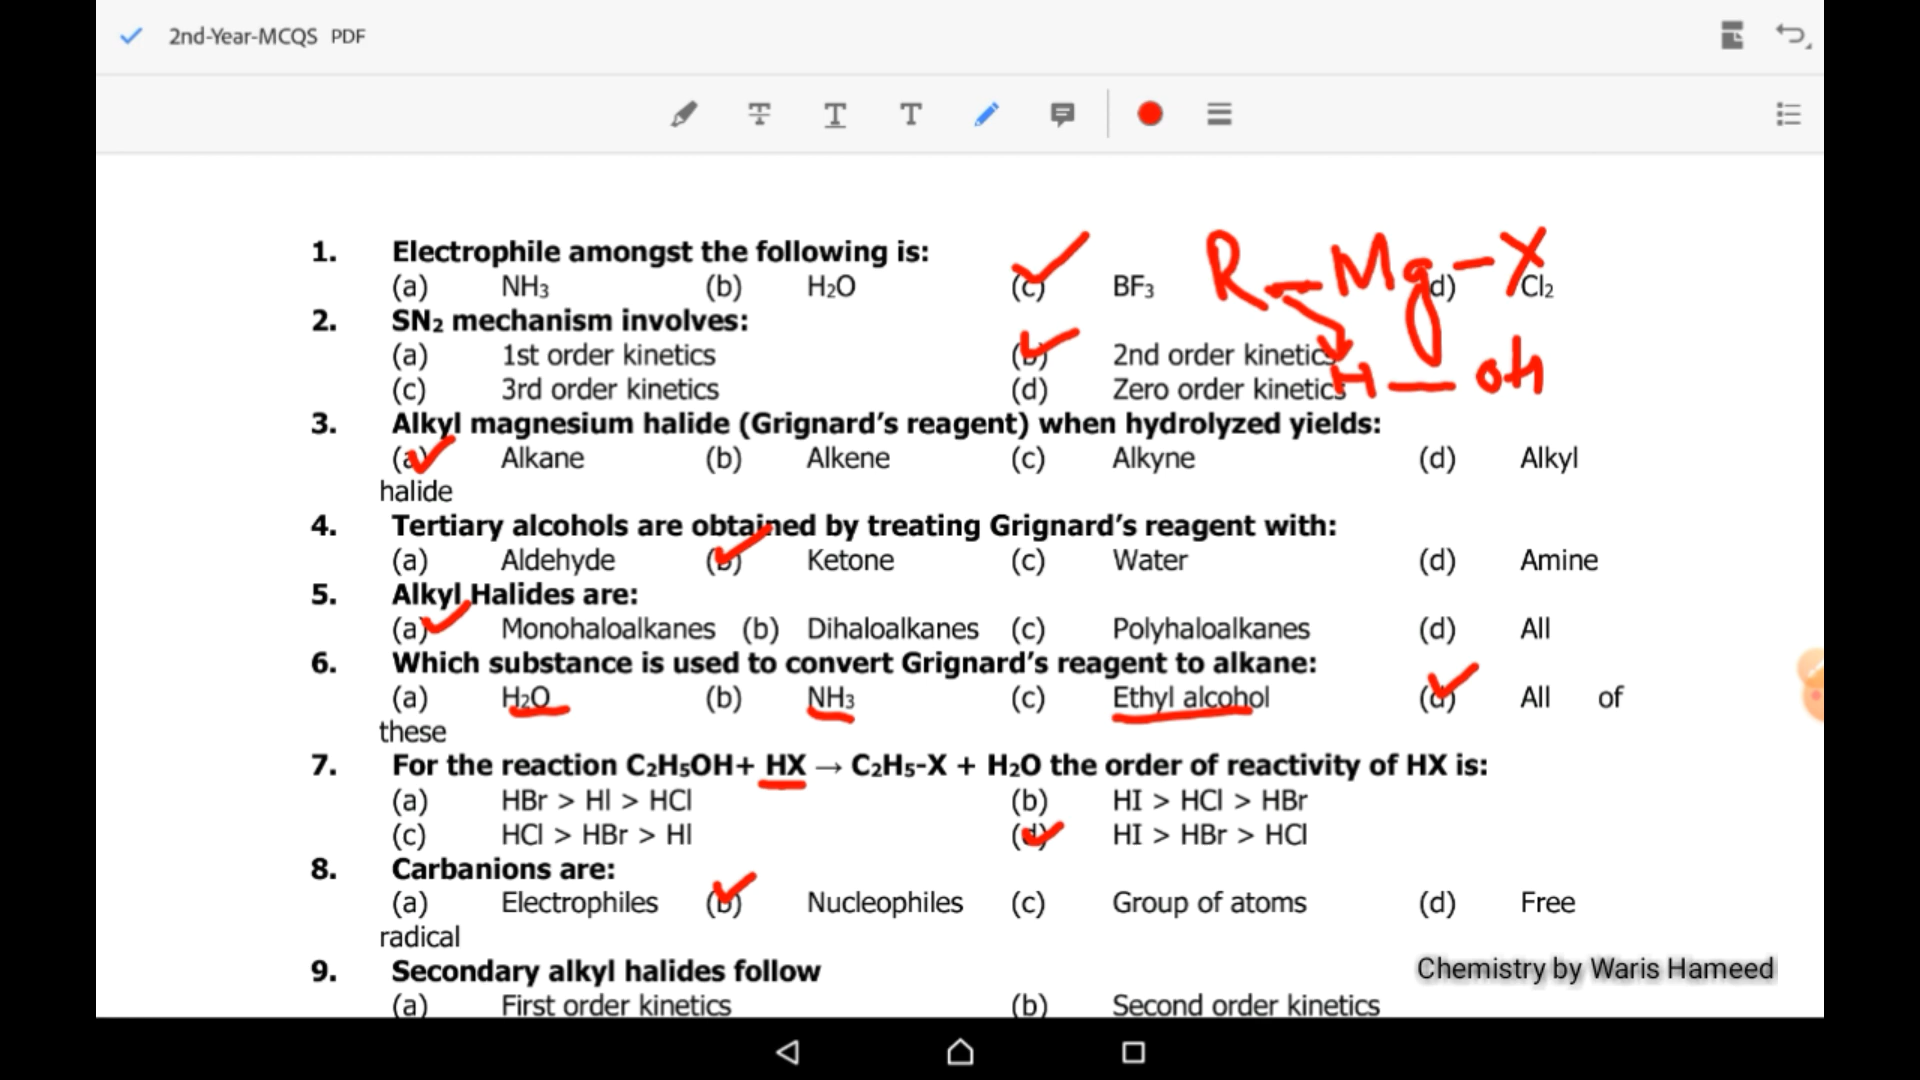 2nd-Year-MCQS PDF
R-Mg-X
H — OH
1. Electrophile amongst the following is:
(a) NH₃ (b) H₂O (c) BF₃ (d) Cl₂
2. SN₂ mechanism involves:
(a) 1st order kinetics (b) 2nd order kinetics
(c) 3rd order kinetics (d) Zero order kinetics
3. Alkyl magnesium halide (Grignard’s reagent) when hydrolyzed yields:
(a) Alkane (b) Alkene (c) Alkyne (d) Alkyl
halide
4. Tertiary alcohols are obtained by treating Grignard’s reagent with:
(a) Aldehyde (b) Ketone (c) Water (d) Amine
5. Alkyl Halides are:
(a) Monohaloalkanes (b) Dihaloalkanes (c) Polyhaloalkanes (d) All
6. Which substance is used to convert Grignard’s reagent to alkane:
(a) H₂O (b) NH₃ (c) Ethyl alcohol (d) All of
these
7. For the reaction C₂H₅OH+ HX → C₂H₅-X + H₂O the order of reactivity of HX is:
(a) HBr > HI > HCl (b) HI > HCl > HBr
(c) HCl > HBr > HI (d) HI > HBr > HCl
8. Carbanions are:
(a) Electrophiles (b) Nucleophiles (c) Group of atoms (d) Free
radical
9. Secondary alkyl halides follow
(a) First order kinetics (b) Second order kinetics
Chemistry by Waris Hameed